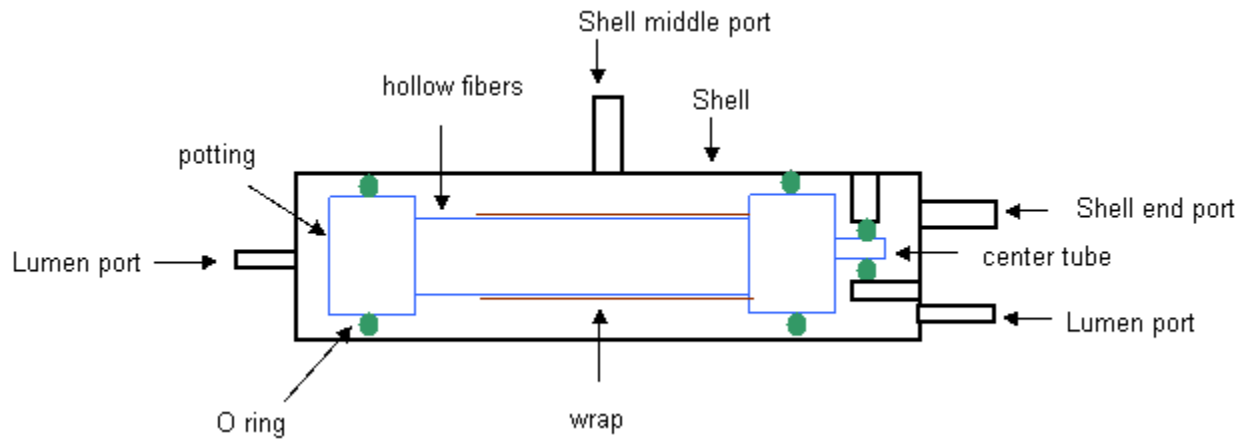 Shell middle port
hollow fibers
Shell
potting
Shell end port
Lumen port
center tube
Lumen port
O ring
wrap